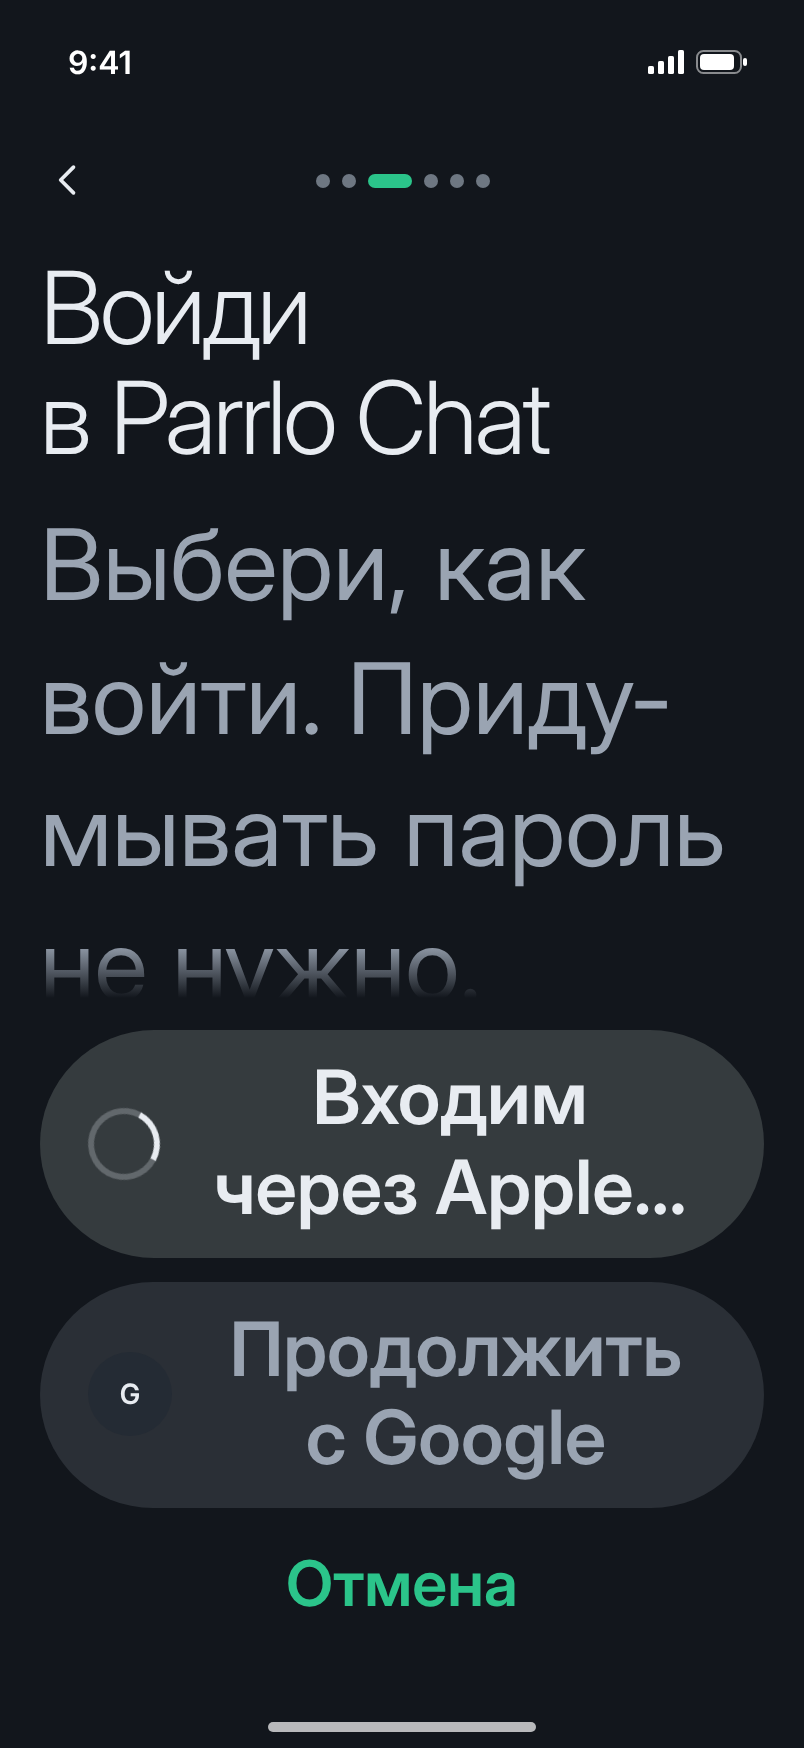 9:41
Войди
в Parrlo Chat
Выбери, как
войти. Приду-
мывать пароль
не нужно.
Входим
через Apple...
G
Продолжить
с Google
Отмена